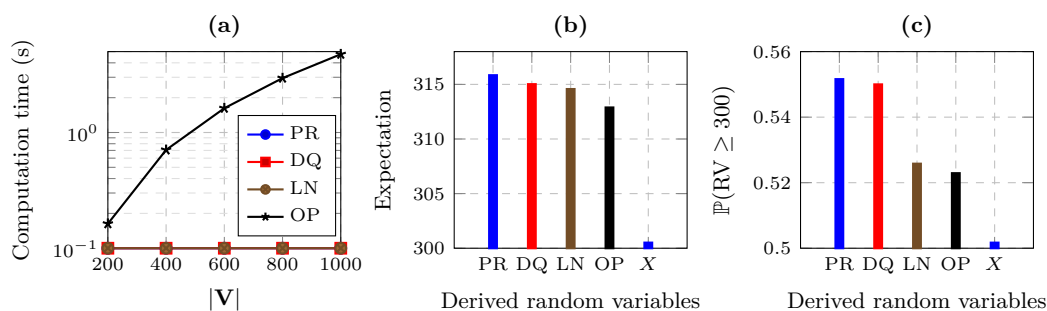 (a)
Computation time (s)
10⁰
10⁻¹
200 400 600 800 1000
|V|
PR
DQ
LN
OP
(b)
Expectation
315
310
305
300
PR DQ LN OP X
Derived random variables
(c)
ℙ(RV ≥ 300)
0.56
0.54
0.52
0.5
PR DQ LN OP X
Derived random variables